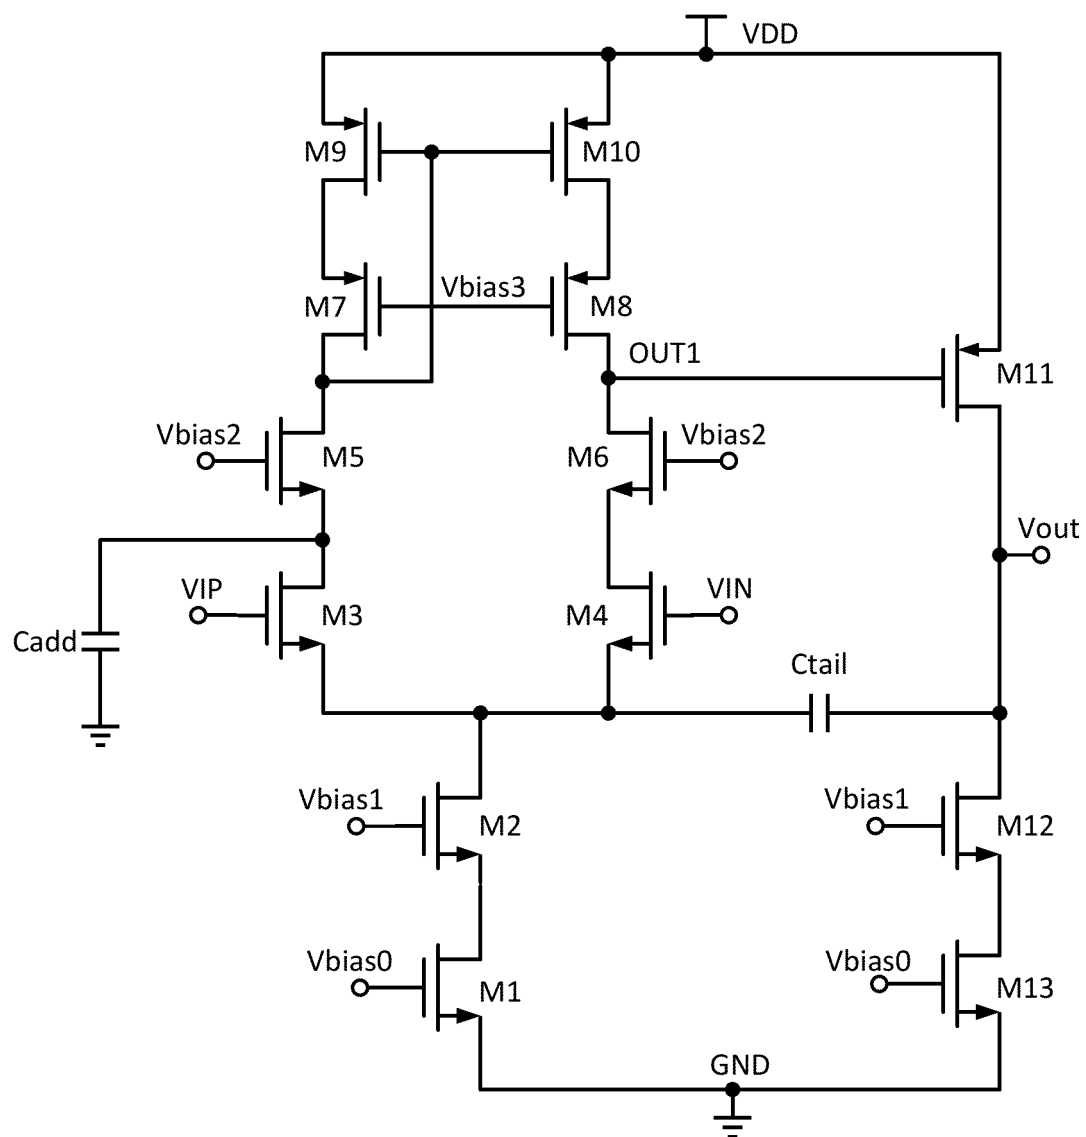 VDD
M9
M10
M7
Vbias3
M8
OUT1
M11
Vbias2
M5
M6
Vbias2
Vout
VIP
M3
M4
VIN
Cadd
Ctail
Vbias1
M2
Vbias1
M12
Vbias0
M1
Vbias0
M13
GND